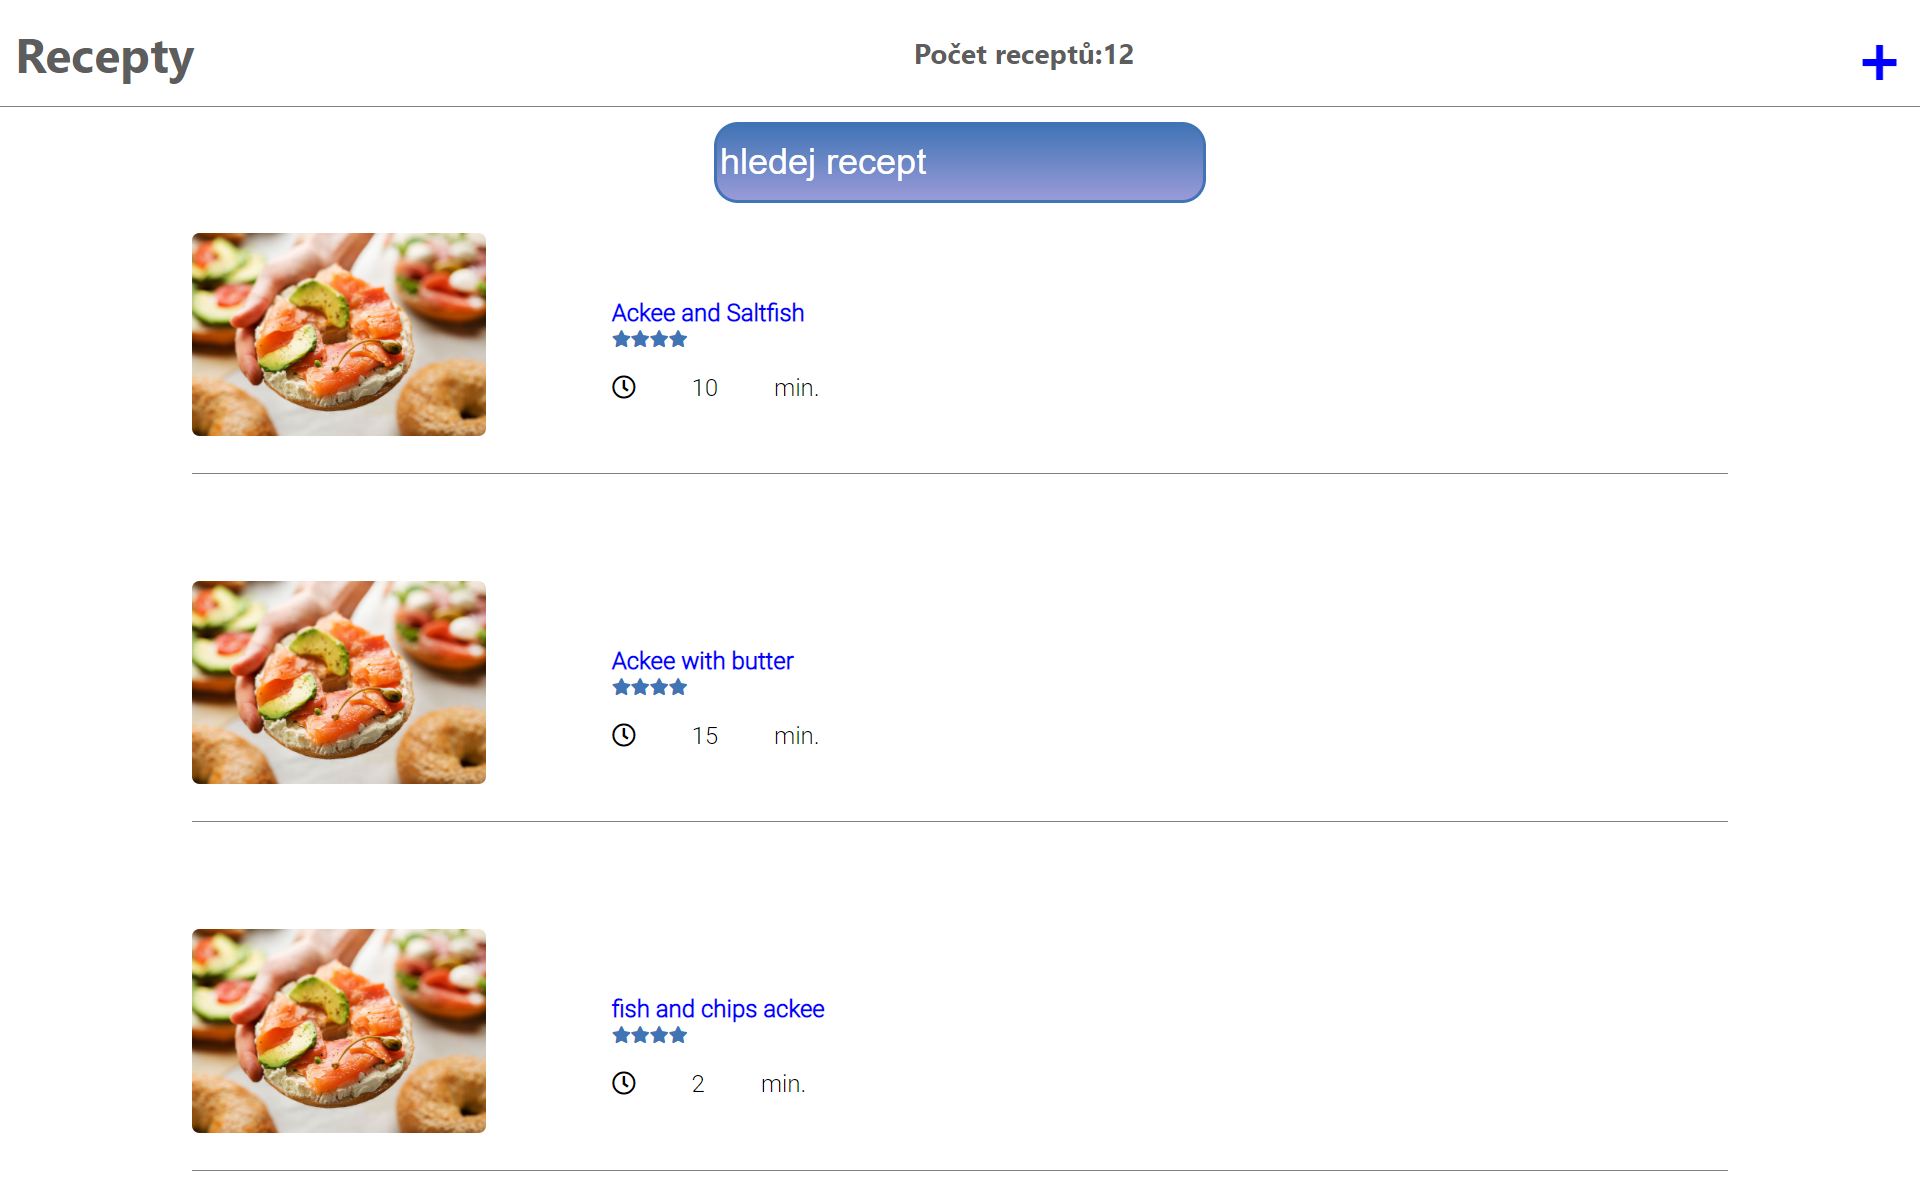 Recepty
Počet receptů:12
+
hledej recept
Ackee and Saltfish
10 min.
Ackee with butter
15 min.
fish and chips ackee
2 min.